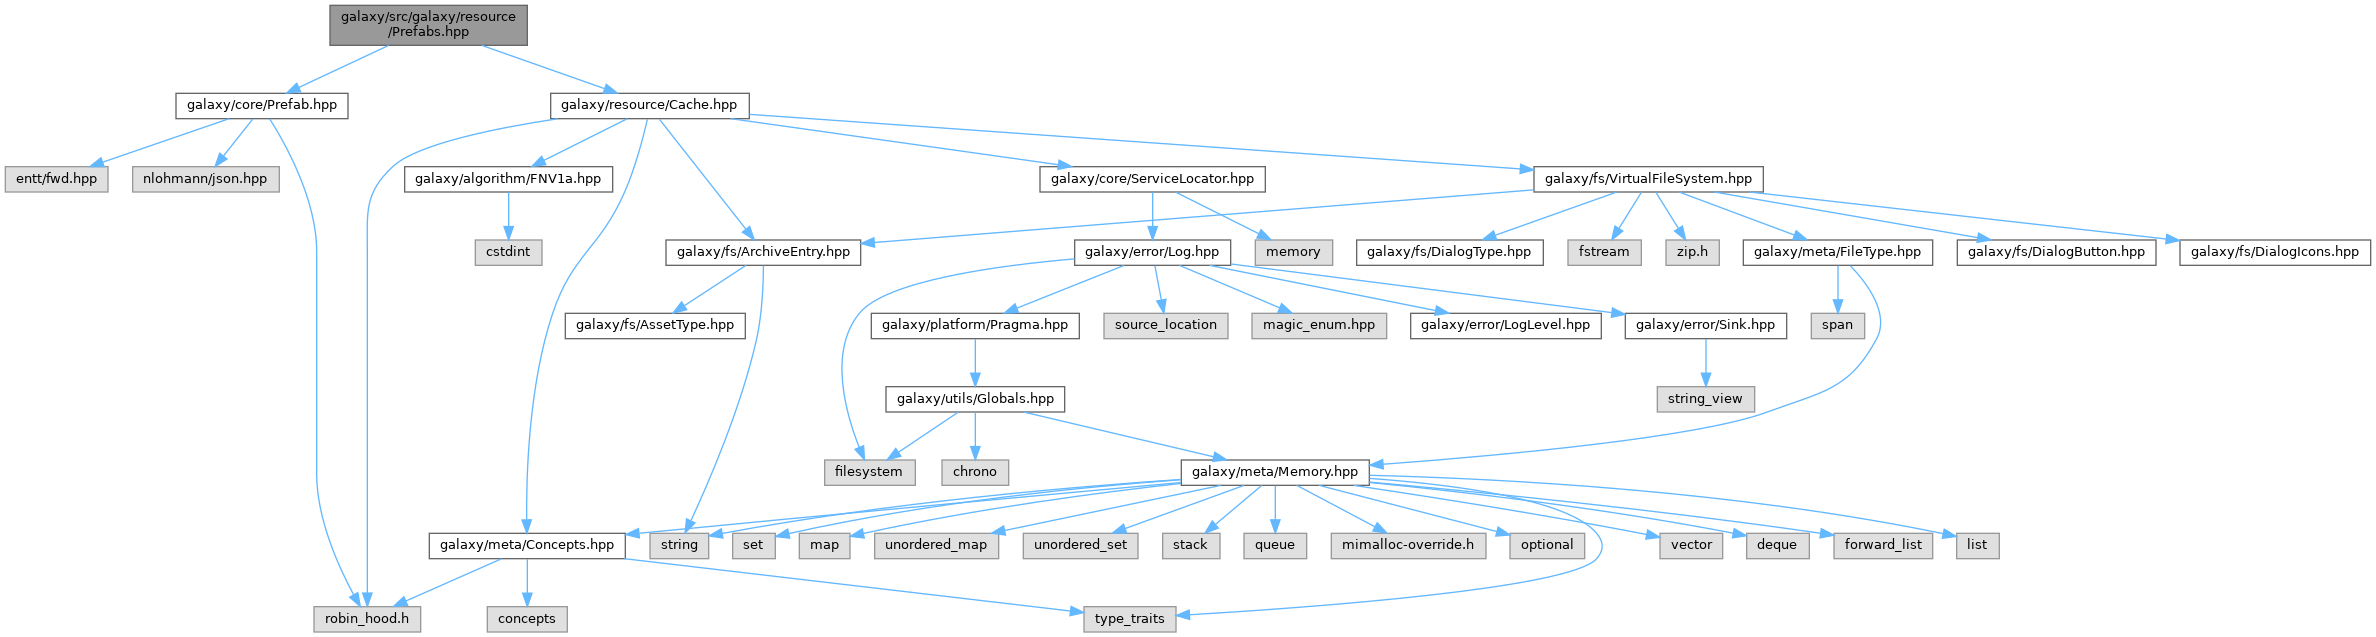 galaxy/src/galaxy/resource
/Prefabs.hpp
galaxy/core/Prefab.hpp
galaxy/resource/Cache.hpp
entt/fwd.hpp
nlohmann/json.hpp
galaxy/algorithm/FNV1a.hpp
galaxy/core/ServiceLocator.hpp
galaxy/fs/VirtualFileSystem.hpp
cstdint
galaxy/fs/ArchiveEntry.hpp
galaxy/error/Log.hpp
memory
galaxy/fs/DialogType.hpp
fstream
zip.h
galaxy/meta/FileType.hpp
galaxy/fs/DialogButton.hpp
galaxy/fs/DialogIcons.hpp
galaxy/fs/AssetType.hpp
galaxy/platform/Pragma.hpp
source_location
magic_enum.hpp
galaxy/error/LogLevel.hpp
galaxy/error/Sink.hpp
span
galaxy/utils/Globals.hpp
string_view
filesystem
chrono
galaxy/meta/Memory.hpp
galaxy/meta/Concepts.hpp
string
set
map
unordered_map
unordered_set
stack
queue
mimalloc-override.h
optional
vector
deque
forward_list
list
robin_hood.h
concepts
type_traits